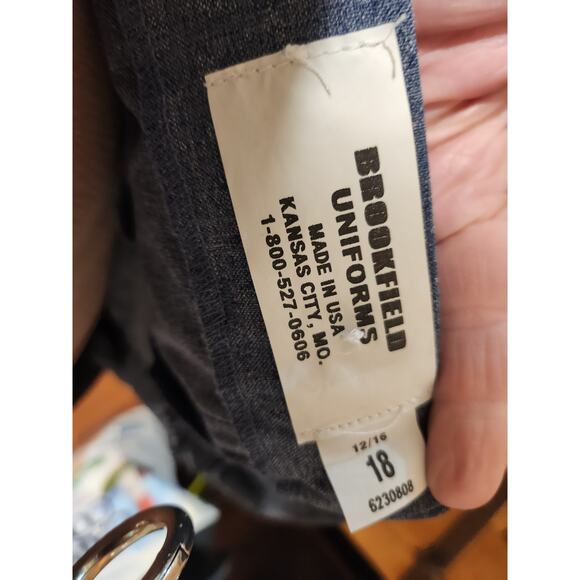 BROOKFIELD
UNIFORMS
MADE IN USA
KANSAS CITY, MO.
1-800-527-0606
12/16
18
6230808